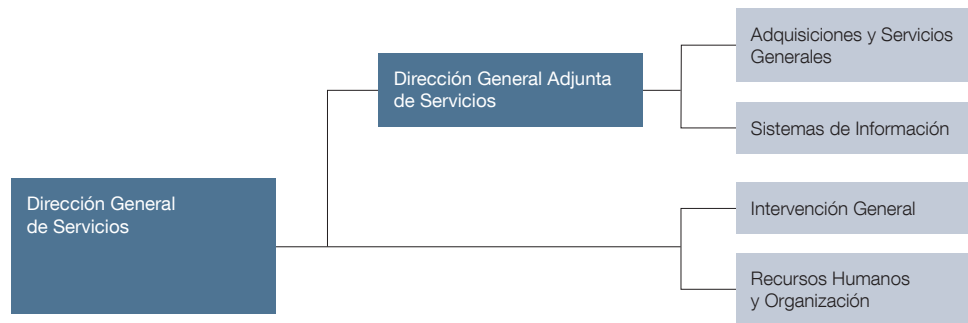 Adquisiciones y Servicios
Generales
Dirección General Adjunta
de Servicios
Sistemas de Información
Dirección General
de Servicios
Intervención General
Recursos Humanos
y Organización